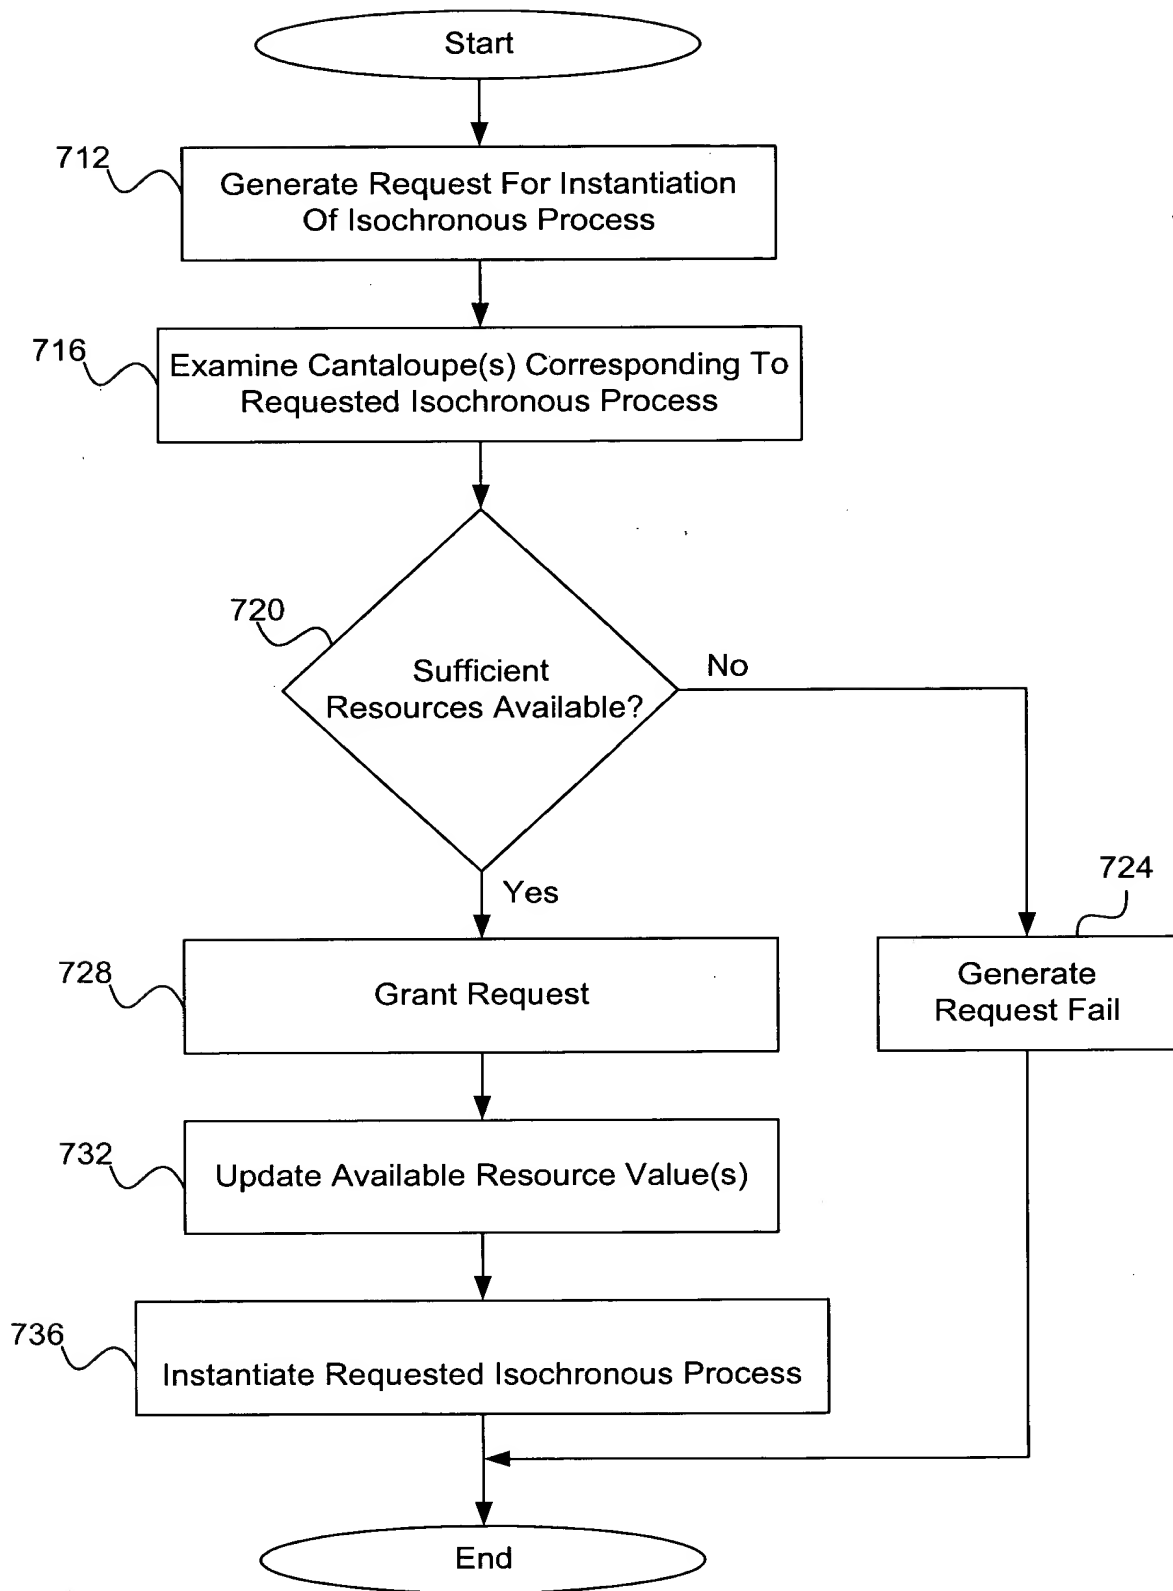 Start
712
Generate Request For Instantiation
Of Isochronous Process
716
Examine Cantaloupe(s) Corresponding To
Requested Isochronous Process
720
Sufficient
Resources Available?
No
Yes
724
728
Grant Request
Generate
Request Fail
732
Update Available Resource Value(s)
736
Instantiate Requested Isochronous Process
End